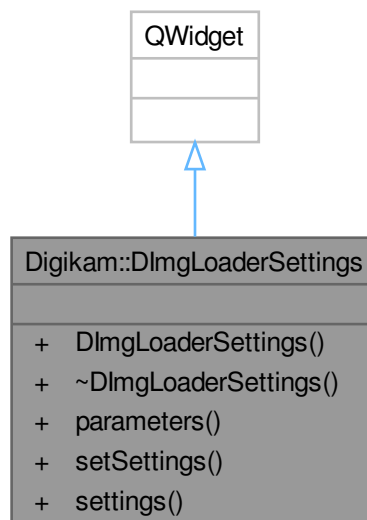 QWidget
Digikam::DImgLoaderSettings
+ DImgLoaderSettings()
+ ~DImgLoaderSettings()
+ parameters()
+ setSettings()
+ settings()